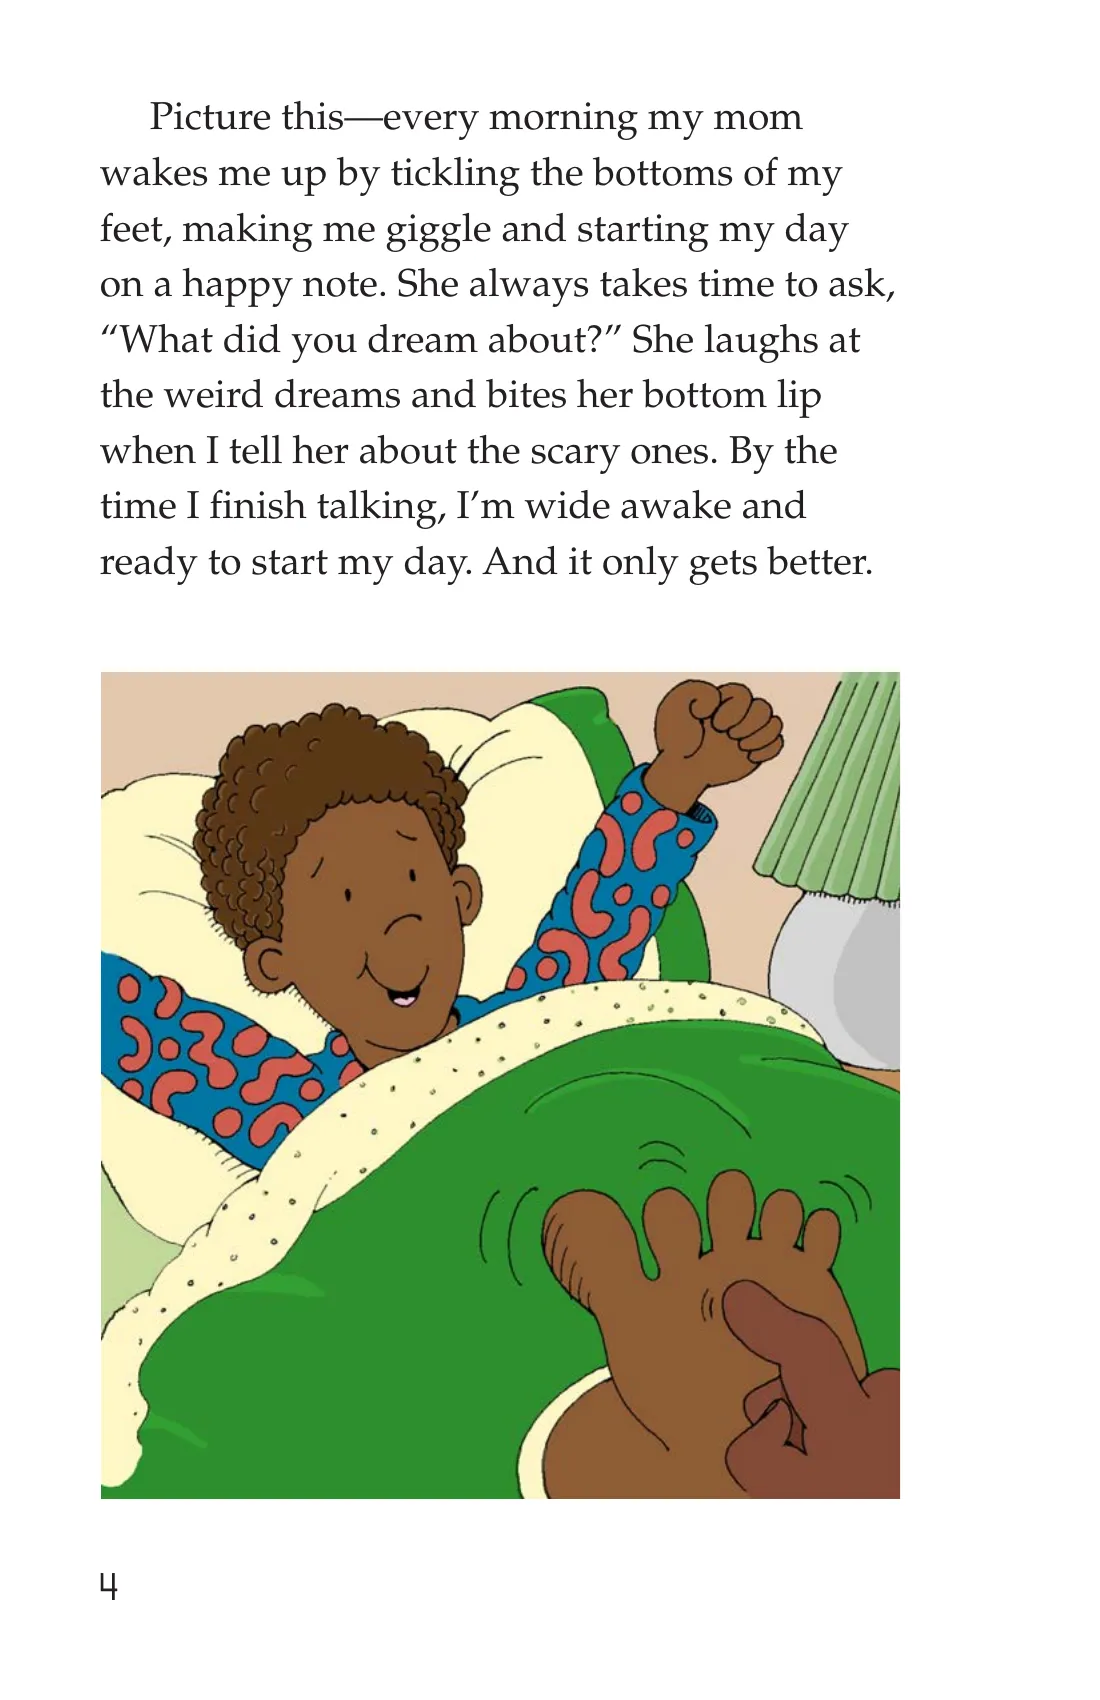 Picture this—every morning my mom
wakes me up by tickling the bottoms of my
feet, making me giggle and starting my day
on a happy note. She always takes time to ask,
“What did you dream about?” She laughs at
the weird dreams and bites her bottom lip
when I tell her about the scary ones. By the
time I finish talking, I’m wide awake and
ready to start my day. And it only gets better.
4